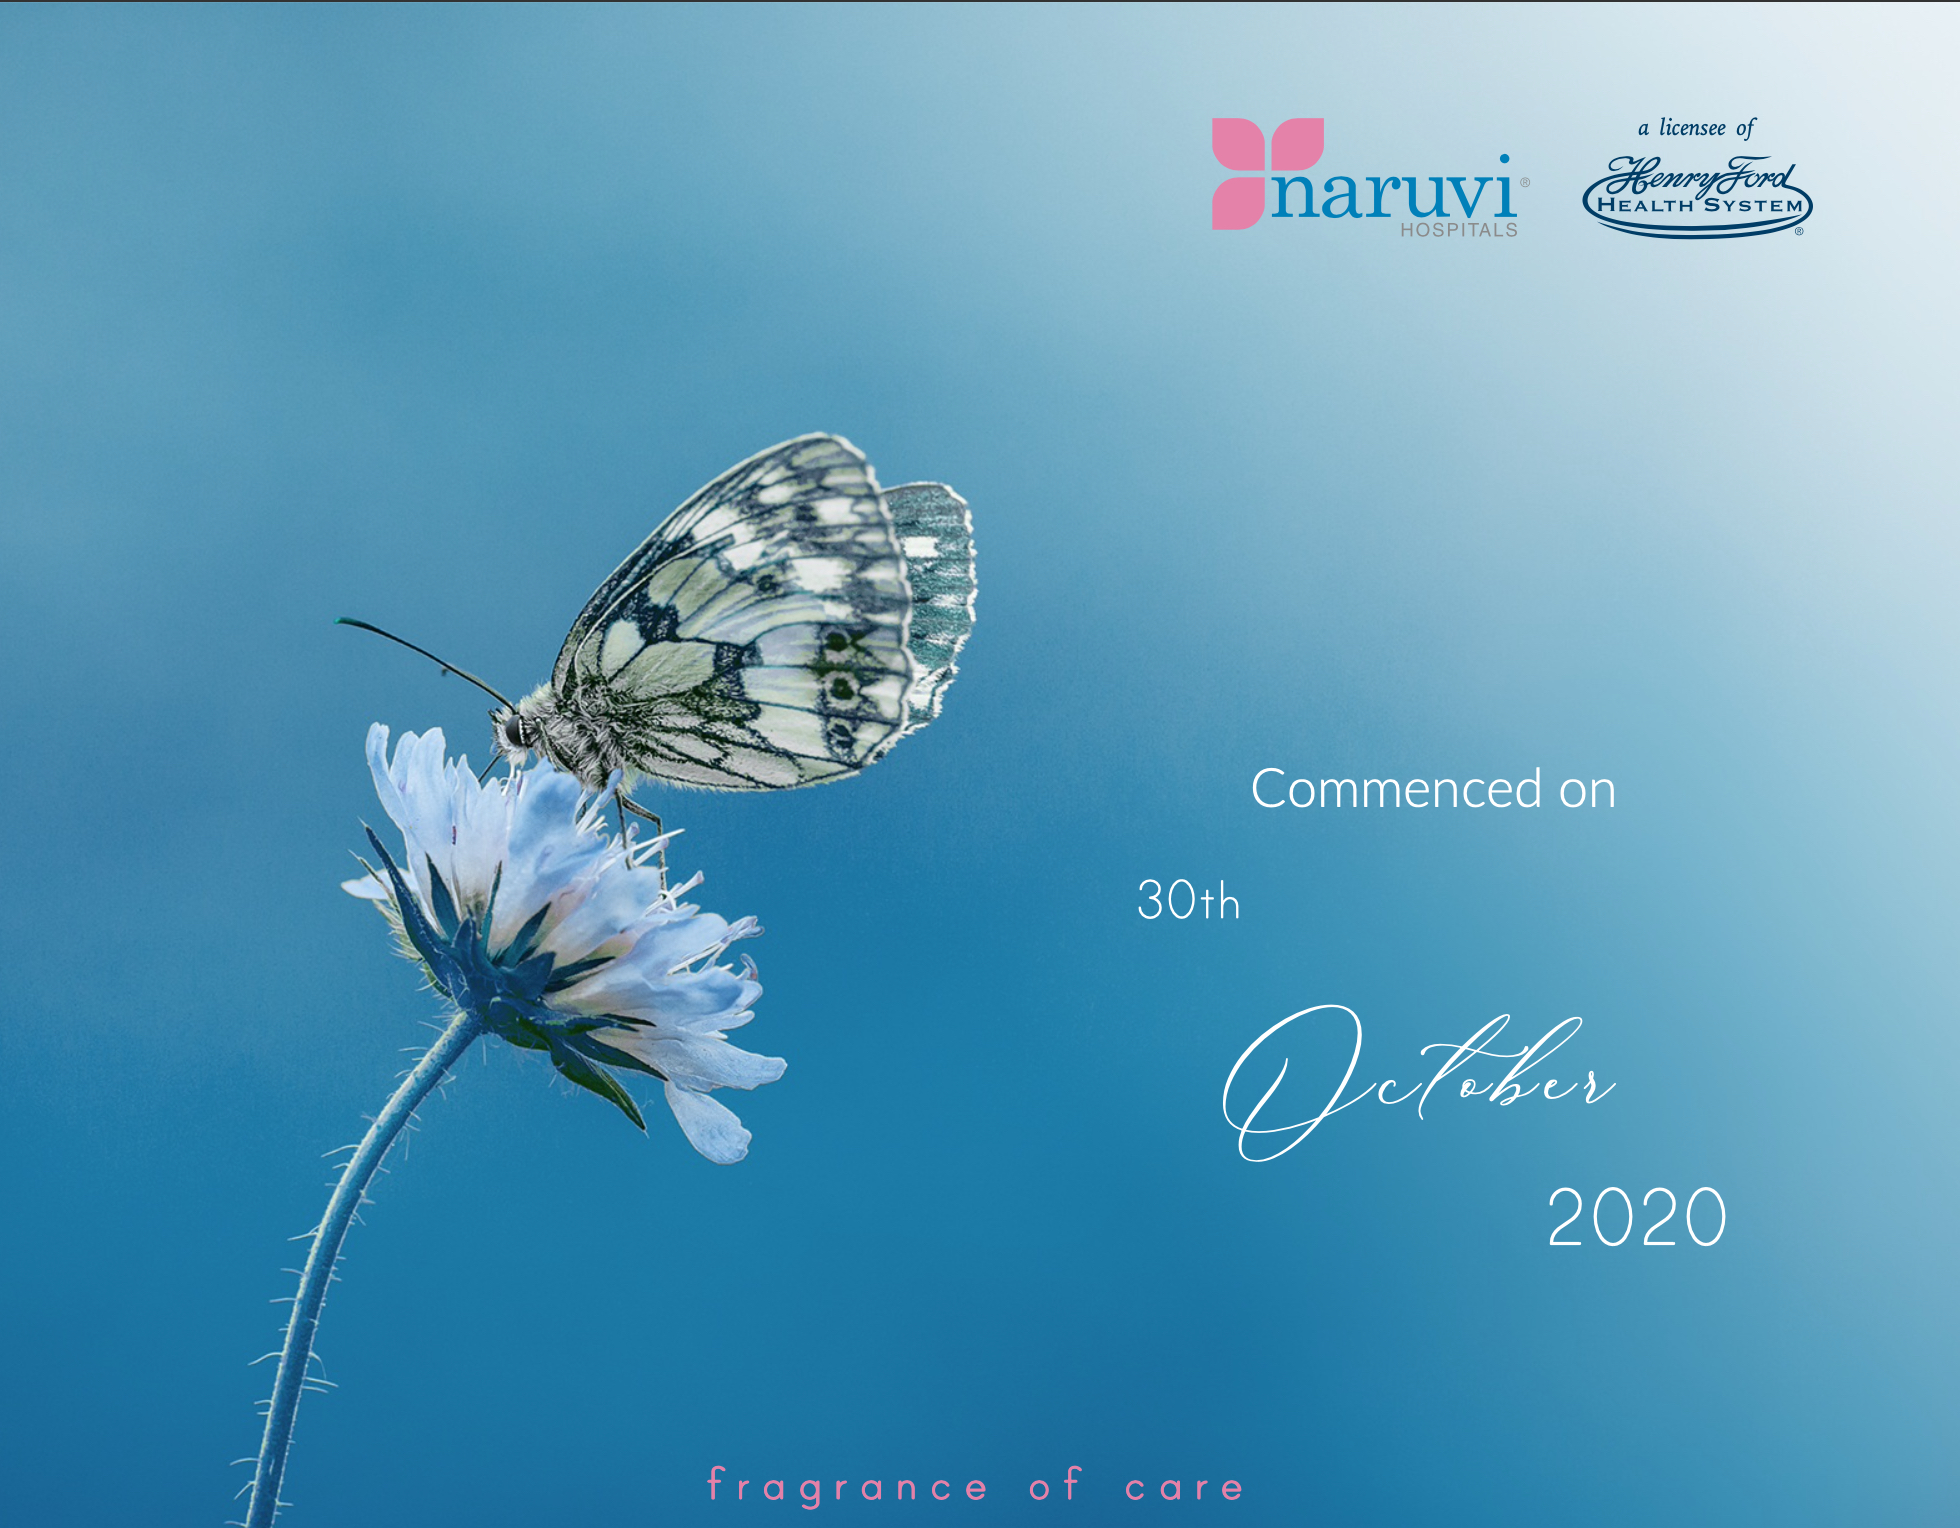 a licensee of
naruvi®
HOSPITALS
Henry Ford
HEALTH SYSTEM®
Commenced on
30th
October
2020
fragrance of care